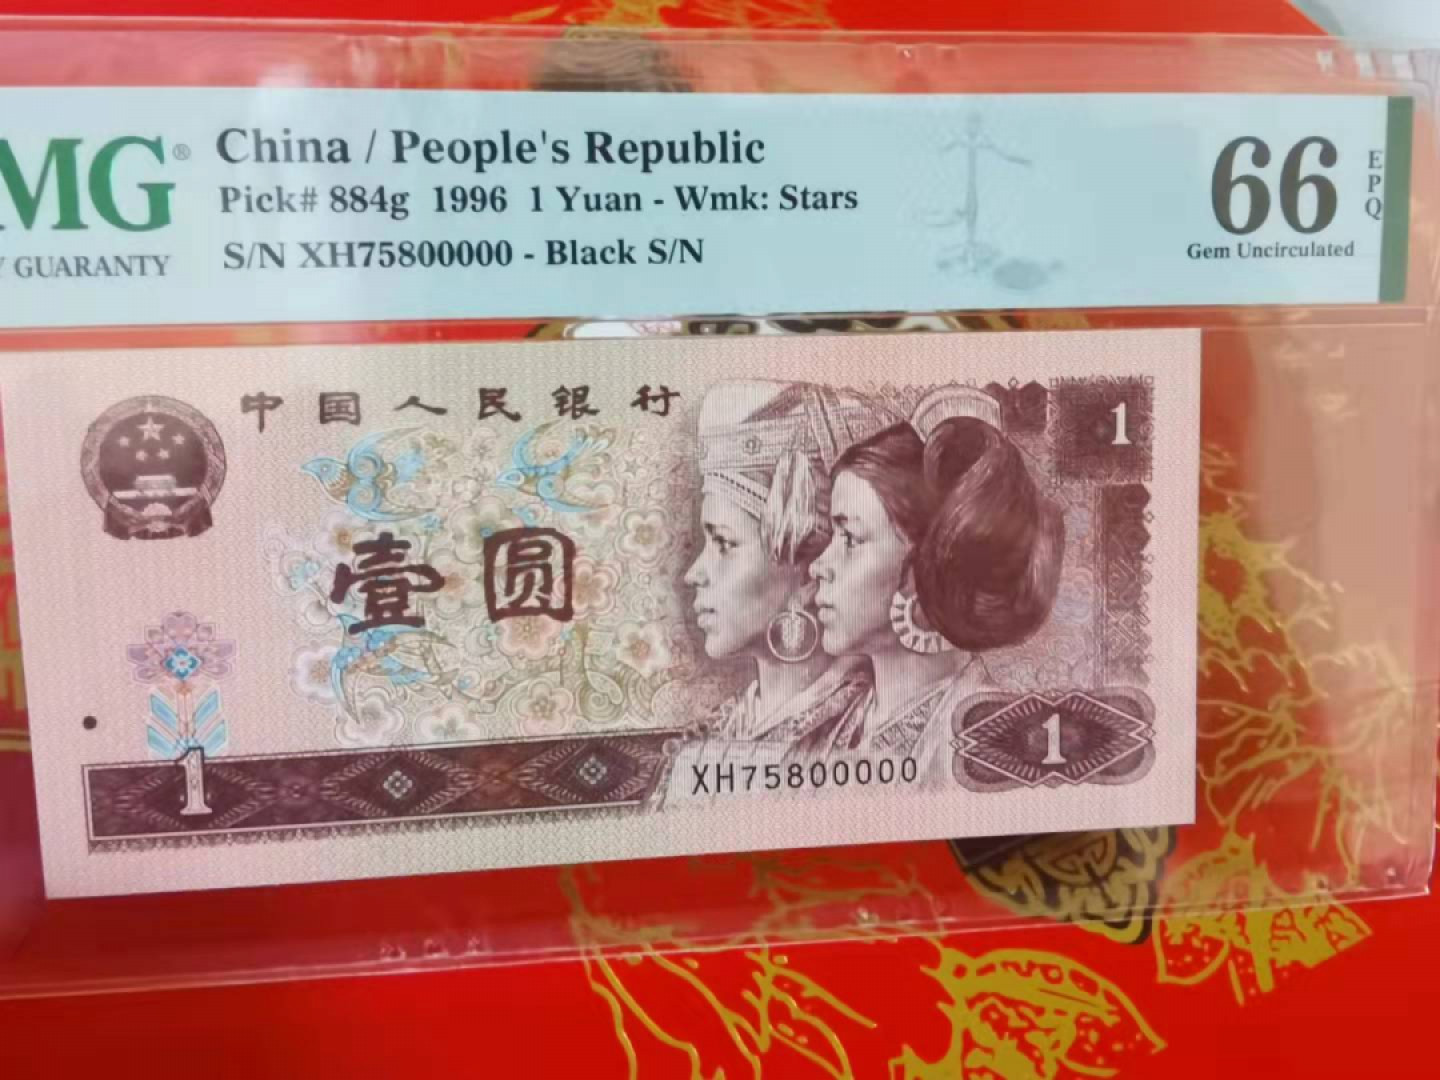 MG®
GUARANTY
China / People's Republic
Pick# 884g 1996 1 Yuan - Wmk: Stars
S/N XH75800000 - Black S/N
66
EPQ
Gem Uncirculated
中国人民银行
1
壹圆
1
XH75800000
1